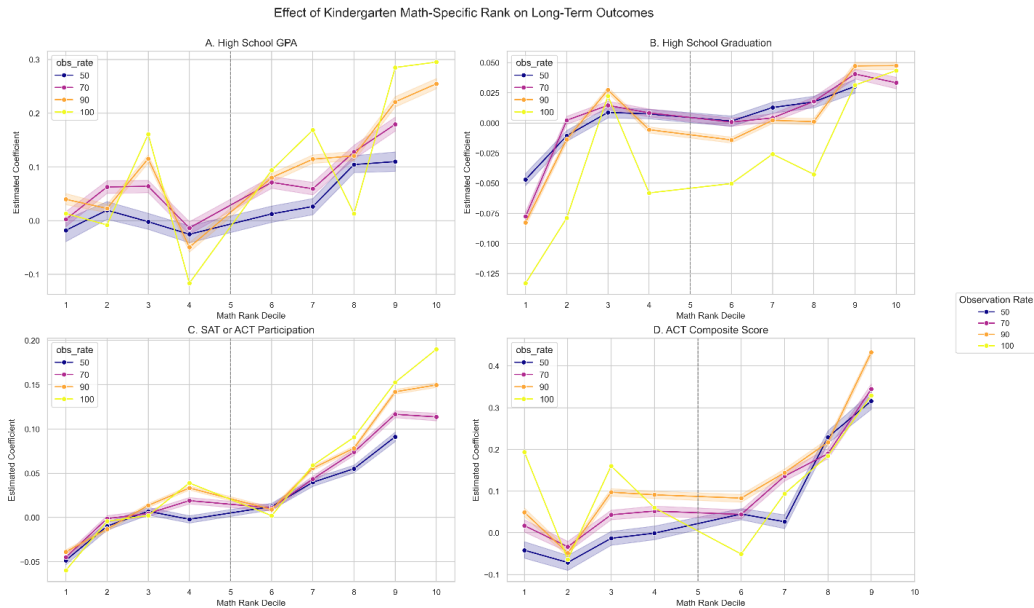 Effect of Kindergarten Math-Specific Rank on Long-Term Outcomes
A. High School GPA
obs_rate
50
70
90
100
0.3
0.2
0.1
0.0
−0.1
Estimated Coefficient
1 2 3 4 5 6 7 8 9 10
Math Rank Decile
B. High School Graduation
obs_rate
50
70
90
100
0.050
0.025
0.000
−0.025
−0.050
−0.075
−0.100
−0.125
Estimated Coefficient
1 2 3 4 5 6 7 8 9 10
Math Rank Decile
Observation Rate
50
70
90
100
C. SAT or ACT Participation
obs_rate
50
70
90
100
0.20
0.15
0.10
0.05
0.00
−0.05
Estimated Coefficient
1 2 3 4 5 6 7 8 9 10
Math Rank Decile
D. ACT Composite Score
obs_rate
50
70
90
100
0.4
0.3
0.2
0.1
0.0
−0.1
Estimated Coefficient
1 2 3 4 5 6 7 8 9 10
Math Rank Decile